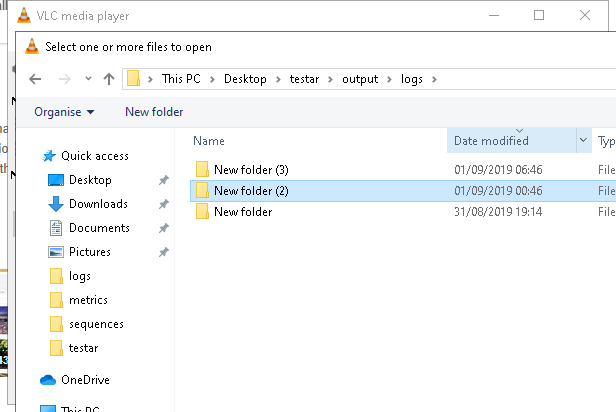 VLC media player
Select one or more files to open
This PC > Desktop > testar > output > logs >
Organise New folder
Name Date modified Typ
New folder (3) 01/09/2019 06:46 File
New folder (2) 01/09/2019 00:46 File
New folder 31/08/2019 19:14 File
Quick access
Desktop
Downloads
Documents
Pictures
logs
metrics
sequences
testar
OneDrive
This PC